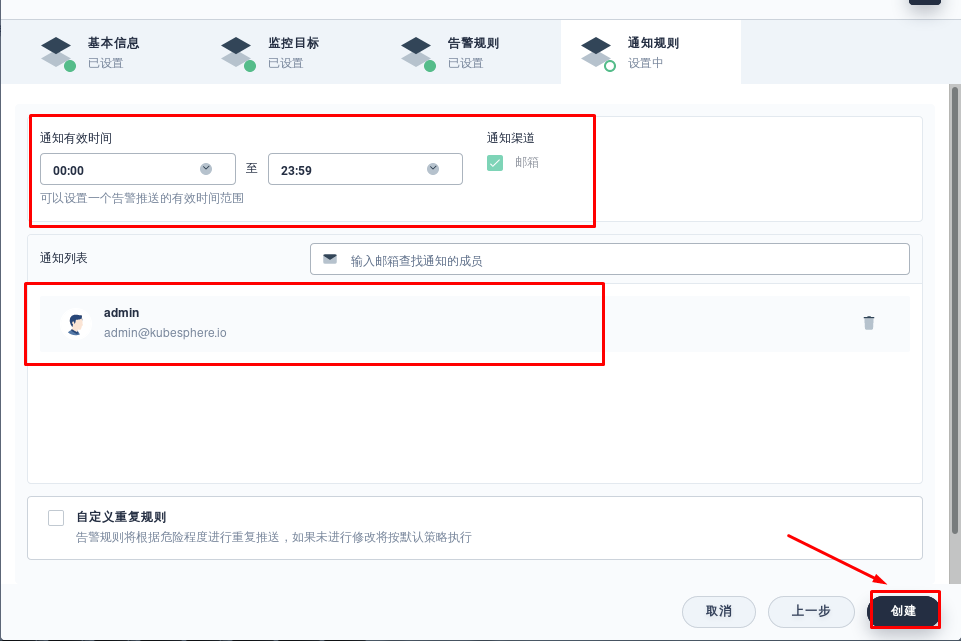 基本信息
已设置
监控目标
已设置
告警规则
已设置
通知规则
设置中
通知有效时间
通知渠道
00:00 至 23:59
邮箱
可以设置一个告警推送的有效时间范围
通知列表
输入邮箱查找通知的成员
admin
admin@kubesphere.io
自定义重复规则
告警规则将根据危险程度进行重复推送，如果未进行修改将按默认策略执行
取消 上一步 创建